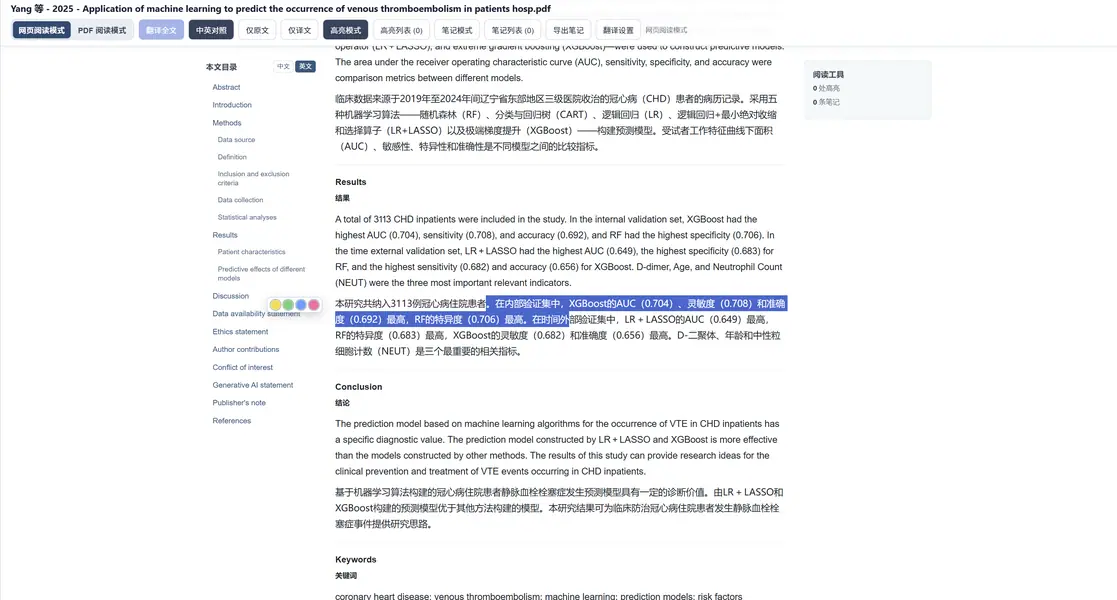 Yang 等 - 2025 - Application of machine learning to predict the occurrence of venous thromboembolism in patients hosp.pdf
网页阅读模式 PDF 阅读模式 翻译全文 中英对照 仅原文 仅译文 高亮模式 高亮列表 (0) 笔记模式 笔记列表 (0) 导出笔记 翻译设置 网页阅读模式
本文目录 中文 英文
Abstract
Introduction
Methods
Data source
Definition
Inclusion and exclusion
criteria
Data collection
Statistical analyses
Results
Patient characteristics
Predictive effects of different
models
Discussion
Data availability statement
Ethics statement
Author contributions
Conflict of interest
Generative AI statement
Publisher's note
References
operator (LR + LASSO), and extreme gradient boosting (XGBoost)—were used to construct predictive models.
The area under the receiver operating characteristic curve (AUC), sensitivity, specificity, and accuracy were
comparison metrics between different models.
临床数据来源于2019年至2024年间辽宁省东部地区三级医院收治的冠心病（CHD）患者的病历记录。采用五
种机器学习算法——随机森林（RF）、分类与回归树（CART）、逻辑回归（LR）、逻辑回归+最小绝对收缩
和选择算子（LR+LASSO）以及极端梯度提升（XGBoost）——构建预测模型。受试者工作特征曲线下面积
（AUC）、敏感性、特异性和准确性是不同模型之间的比较指标。
Results
结果
A total of 3113 CHD inpatients were included in the study. In the internal validation set, XGBoost had the
highest AUC (0.704), sensitivity (0.708), and accuracy (0.692), and RF had the highest specificity (0.706). In
the time external validation set, LR + LASSO had the highest AUC (0.649), the highest specificity (0.683) for
RF, and the highest sensitivity (0.682) and accuracy (0.656) for XGBoost. D-dimer, Age, and Neutrophil Count
(NEUT) were the three most important relevant indicators.
本研究共纳入3113例冠心病住院患者。在内部验证集中，XGBoost的AUC（0.704）、灵敏度（0.708）和准确
度（0.692）最高，RF的特异度（0.706）最高。在时间外部验证集中，LR + LASSO的AUC（0.649）最高，
RF的特异度（0.683）最高，XGBoost的灵敏度（0.682）和准确度（0.656）最高。D-二聚体、年龄和中性粒
细胞计数（NEUT）是三个最重要的相关指标。
Conclusion
结论
The prediction model based on machine learning algorithms for the occurrence of VTE in CHD inpatients has
a specific diagnostic value. The prediction model constructed by LR + LASSO and XGBoost is more effective
than the models constructed by other methods. The results of this study can provide research ideas for the
clinical prevention and treatment of VTE events occurring in CHD inpatients.
基于机器学习算法构建的冠心病住院患者静脉血栓栓塞症发生预测模型具有一定的诊断价值。由LR + LASSO和
XGBoost构建的预测模型优于其他方法构建的模型。本研究结果可为临床防治冠心病住院患者发生静脉血栓栓
塞症事件提供研究思路。
Keywords
关键词
coronary heart disease; venous thromboembolism; machine learning; prediction models; risk factors
阅读工具
0 处高亮
0 条笔记